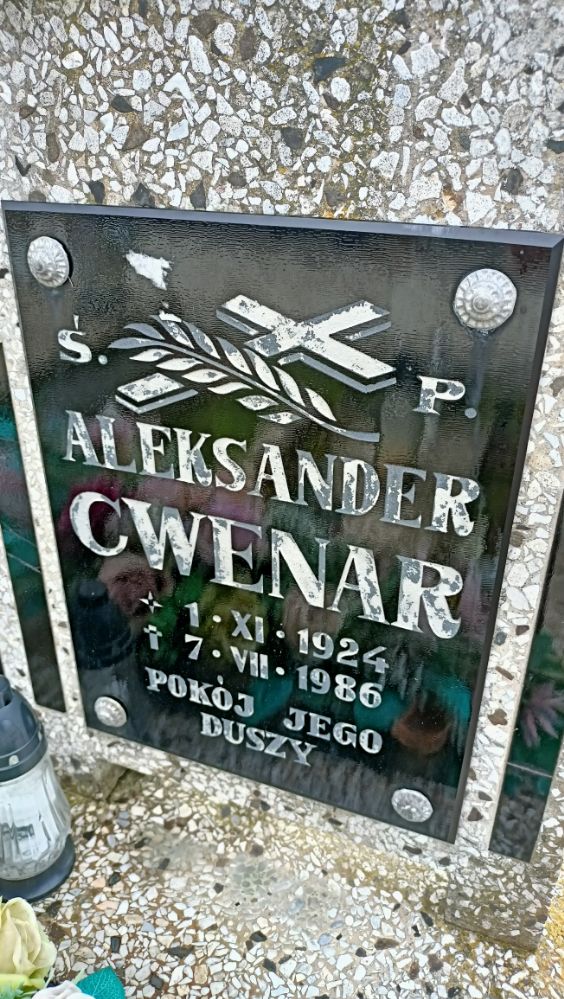 Ś. P.
ALEKSANDER
CWENAR
1·XI·1924
† 7·VII·1986
POKÓJ JEGO
DUSZY